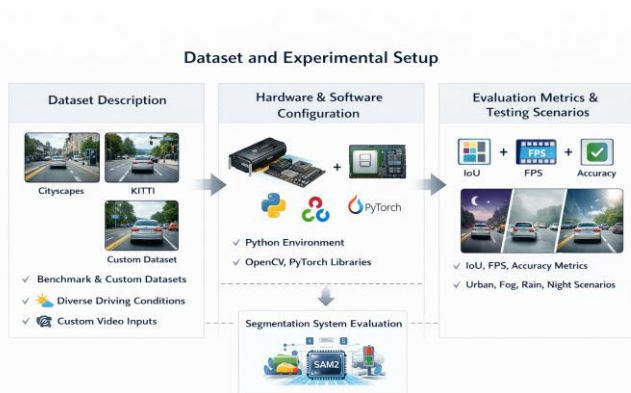 Dataset and Experimental Setup
Dataset Description
Cityscapes
KITTI
Custom Dataset
✓ Benchmark & Custom Datasets
✓ Diverse Driving Conditions
✓ Custom Video Inputs
Hardware & Software
Configuration
+
PyTorch
✓ Python Environment
✓ OpenCV, PyTorch Libraries
Evaluation Metrics &
Testing Scenarios
+ FPS +
IoU
FPS
Accuracy
✓ IoU, FPS, Accuracy Metrics
✓ Urban, Fog, Rain, Night Scenarios
Segmentation System Evaluation
SAM2